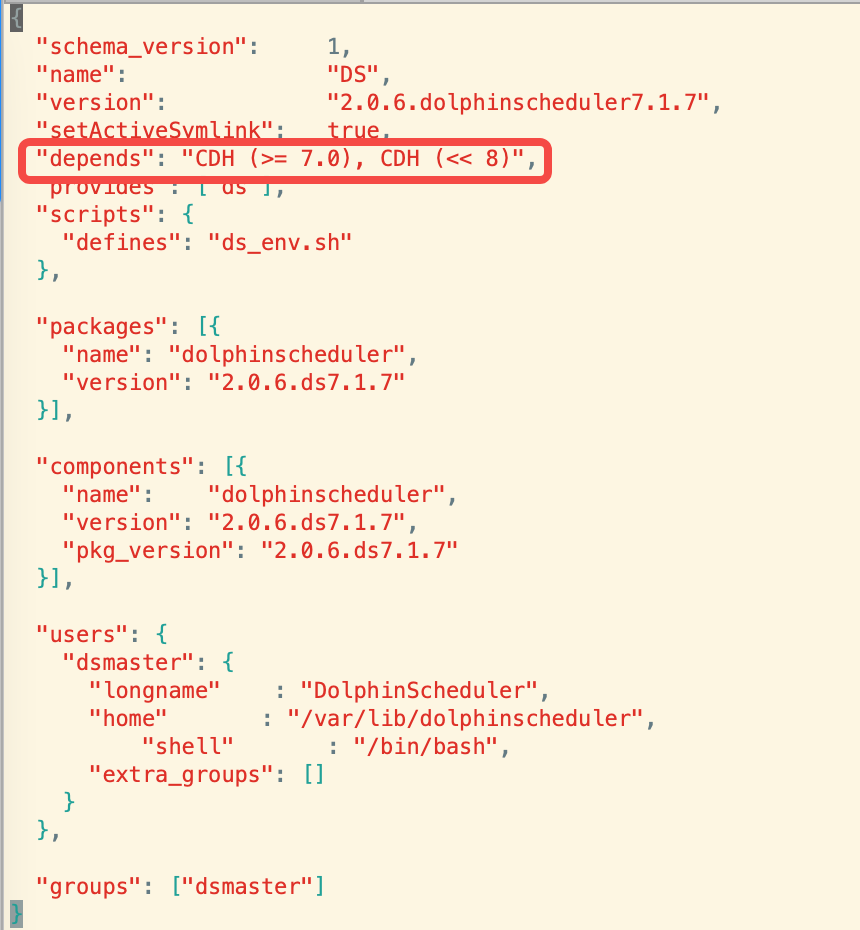 {
"schema_version": 1,
"name": "DS",
"version": "2.0.6.dolphinscheduler7.1.7",
"setActiveSymlink": true,
"depends": "CDH (>= 7.0), CDH (<< 8)",
"provides": ["ds"],
"scripts": {
"defines": "ds_env.sh"
},
"packages": [{
"name": "dolphinscheduler",
"version": "2.0.6.ds7.1.7"
}],
"components": [{
"name": "dolphinscheduler",
"version": "2.0.6.ds7.1.7",
"pkg_version": "2.0.6.ds7.1.7"
}],
"users": {
"dsmaster": {
"longname" : "DolphinScheduler",
"home" : "/var/lib/dolphinscheduler",
"shell" : "/bin/bash",
"extra_groups": []
}
},
"groups": ["dsmaster"]
}